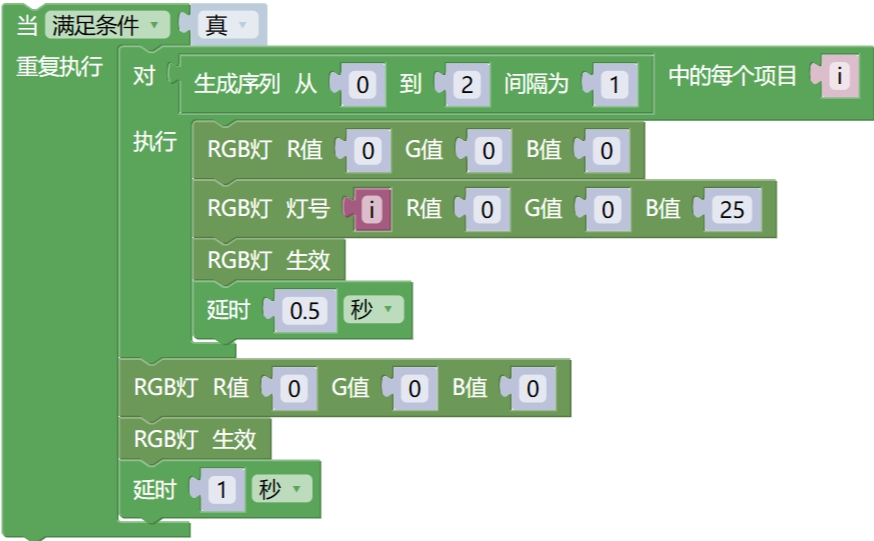 当 满足条件 真
重复执行 对 生成序列 从 0 到 2 间隔为 1 中的每个项目 i
执行 RGB灯 R值 0 G值 0 B值 0
RGB灯 灯号 i R值 0 G值 0 B值 25
RGB灯 生效
延时 0.5 秒
RGB灯 R值 0 G值 0 B值 0
RGB灯 生效
延时 1 秒